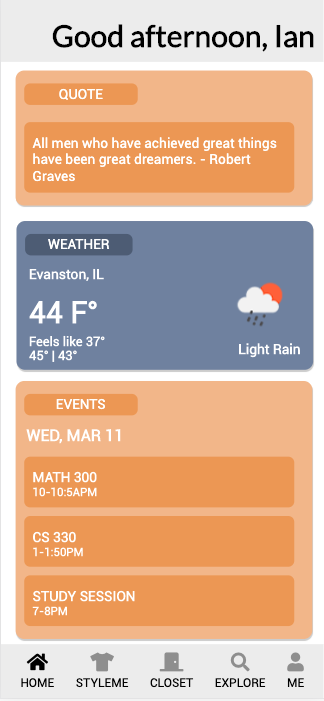 Good afternoon, Ian
QUOTE
All men who have achieved great things
have been great dreamers. - Robert
Graves
WEATHER
Evanston, IL
44 F°
Feels like 37°
45° | 43°
Light Rain
EVENTS
WED, MAR 11
MATH 300
10-10:5APM
CS 330
1-1:50PM
STUDY SESSION
7-8PM
HOME STYLEME CLOSET EXPLORE ME